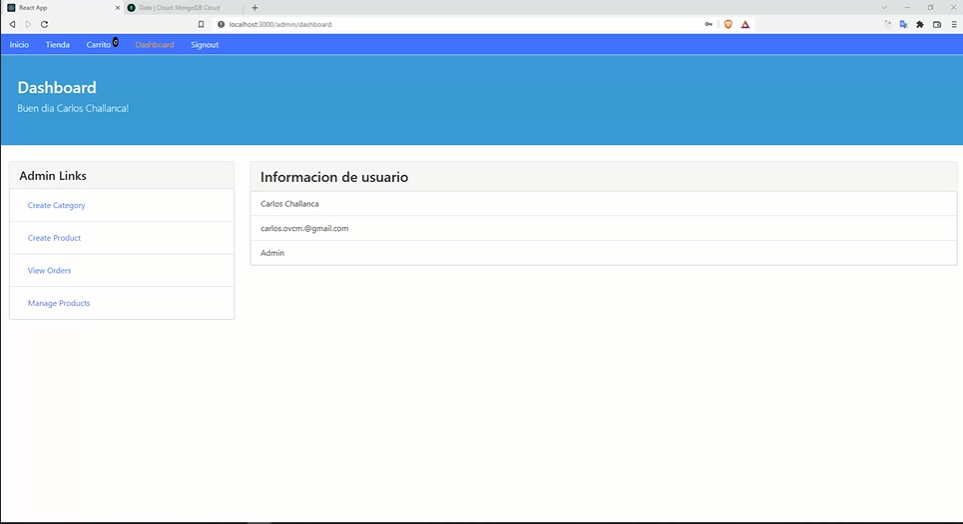 React App
Data | Cloud: MongoDB Cloud
localhost:3000/admin/dashboard
Inicio Tienda Carrito 0 Dashboard Signout
Dashboard
Buen dia Carlos Challanca!
Admin Links
Create Category
Create Product
View Orders
Manage Products
Informacion de usuario
Carlos Challanca
carlos.ovcm.@gmail.com
Admin